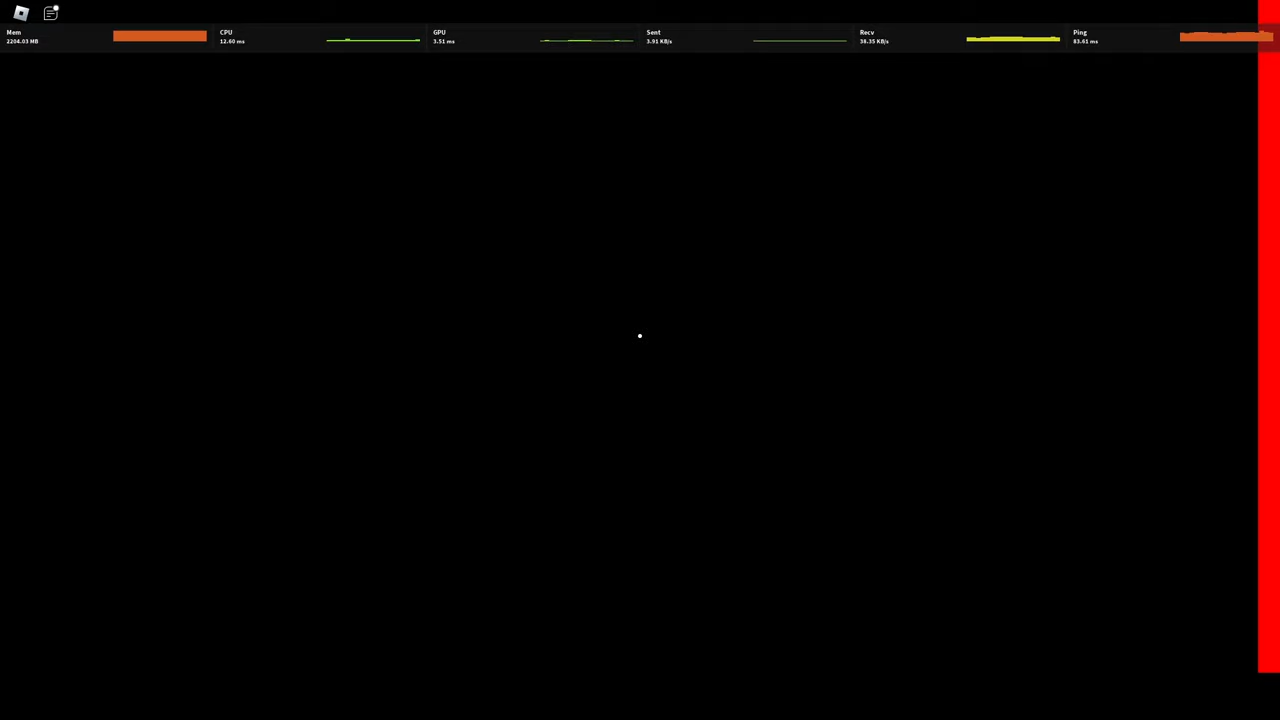 Mem CPU GPU Sent Recv Ping
2204.03 MB 12.60 ms 3.51 ms 3.91 KB/s 38.35 KB/s 83.61 ms